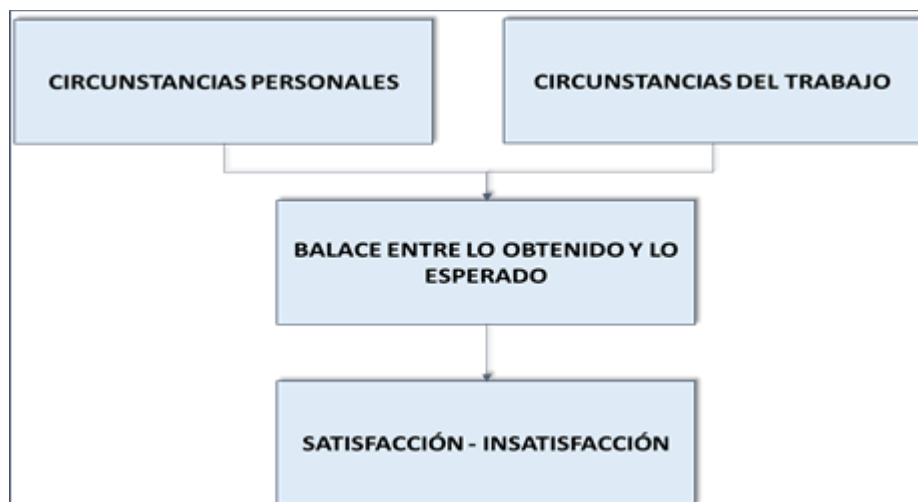 CIRCUNSTANCIAS PERSONALES
CIRCUNSTANCIAS DEL TRABAJO
BALACE ENTRE LO OBTENIDO Y LO
ESPERADO
SATISFACCIÓN - INSATISFACCIÓN